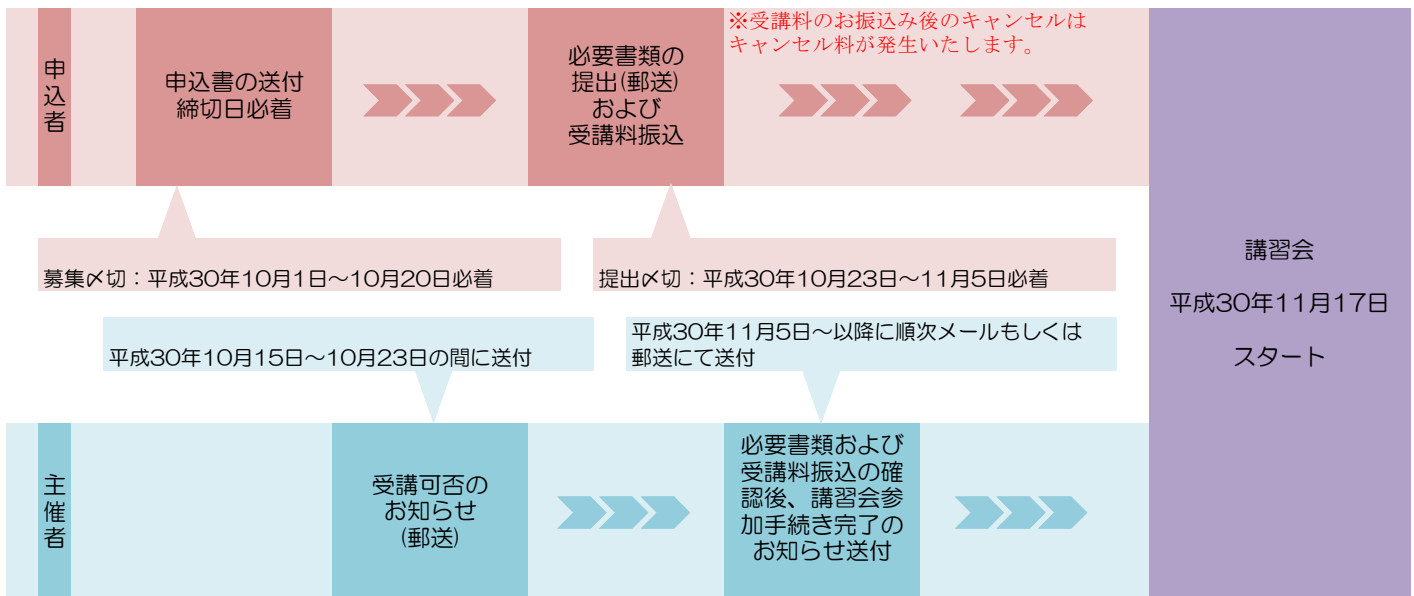 申込者
申込書の送付
締切日必着
必要書類の
提出(郵送)
および
受講料振込
※受講料のお振込み後のキャンセルは
キャンセル料が発生いたします。
募集〆切：平成30年10月1日～10月20日必着
提出〆切：平成30年10月23日～11月5日必着
平成30年10月15日～10月23日の間に送付
平成30年11月5日～以降に順次メールもしくは
郵送にて送付
主催者
受講可否の
お知らせ
(郵送)
必要書類および
受講料振込の確
認後、講習会参
加手続き完了の
お知らせ送付
講習会
平成30年11月17日
スタート